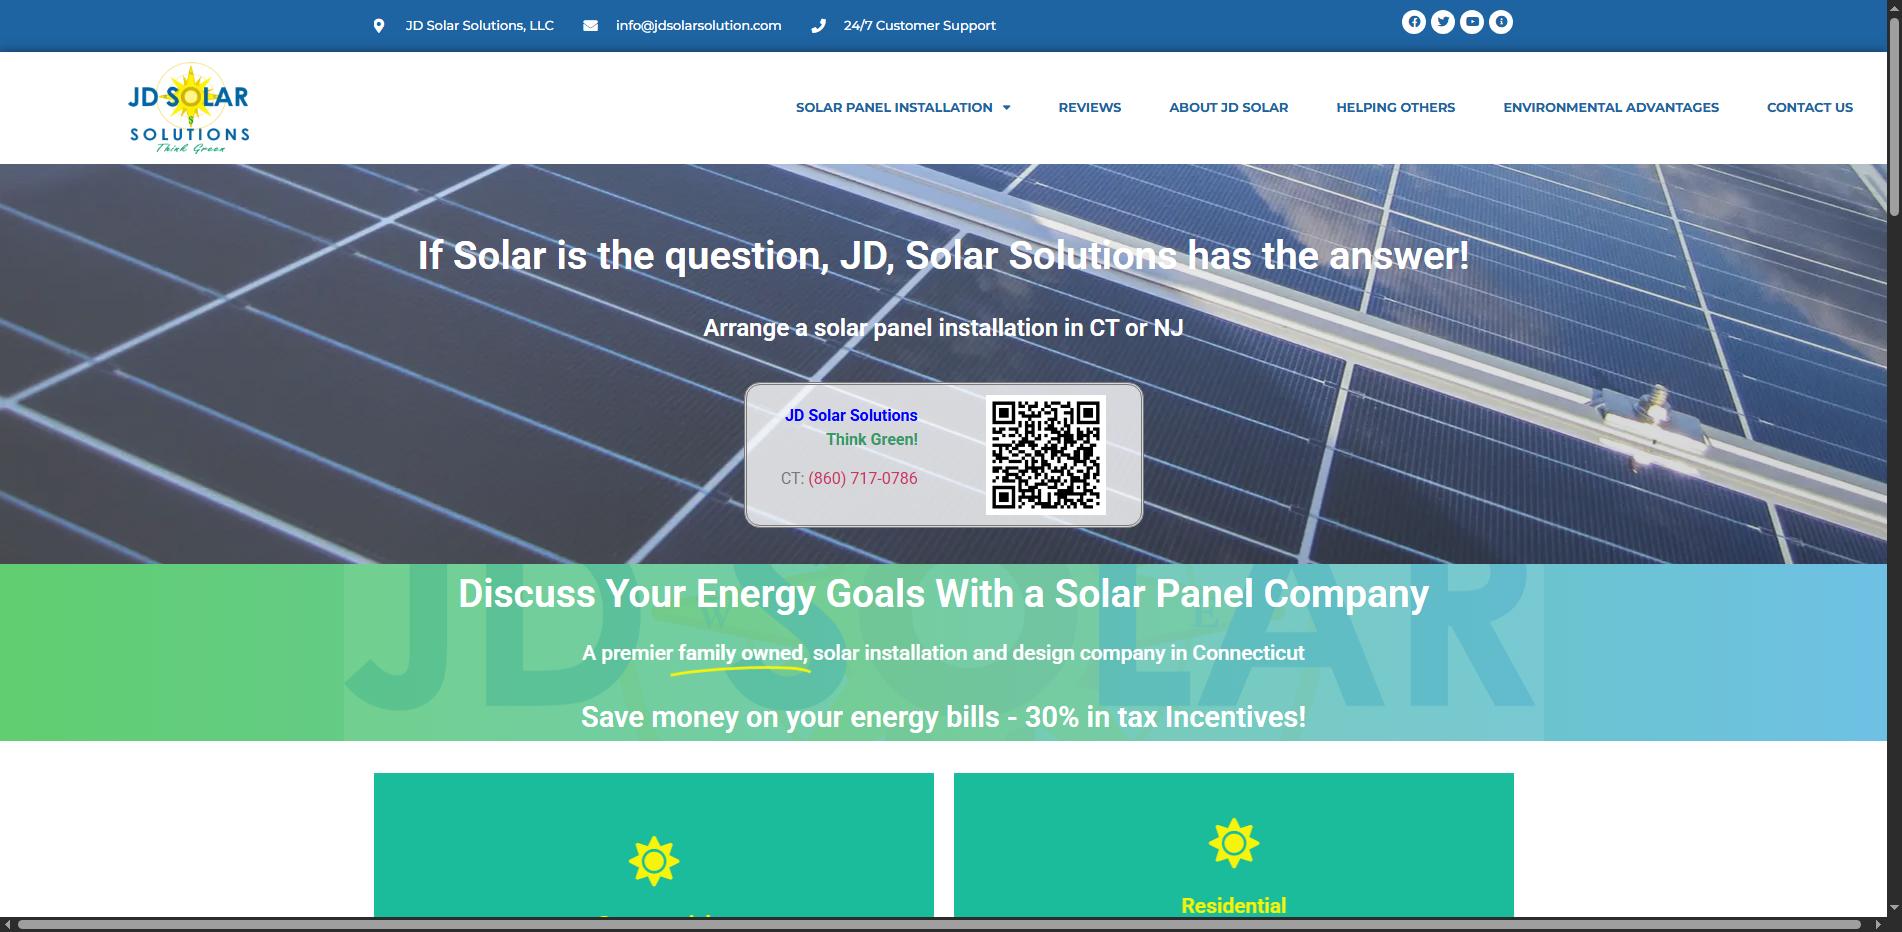 JD Solar Solutions, LLC
info@jdsolarsolution.com
24/7 Customer Support
JD SOLAR
SOLUTIONS
Think Green
SOLAR PANEL INSTALLATION
REVIEWS
ABOUT JD SOLAR
HELPING OTHERS
ENVIRONMENTAL ADVANTAGES
CONTACT US
If Solar is the question, JD, Solar Solutions has the answer!
Arrange a solar panel installation in CT or NJ
JD Solar Solutions
Think Green!
CT: (860) 717-0786
JD SOLAR
W
E
Discuss Your Energy Goals With a Solar Panel Company
A premier family owned, solar installation and design company in Connecticut
Save money on your energy bills - 30% in tax Incentives!
Residential